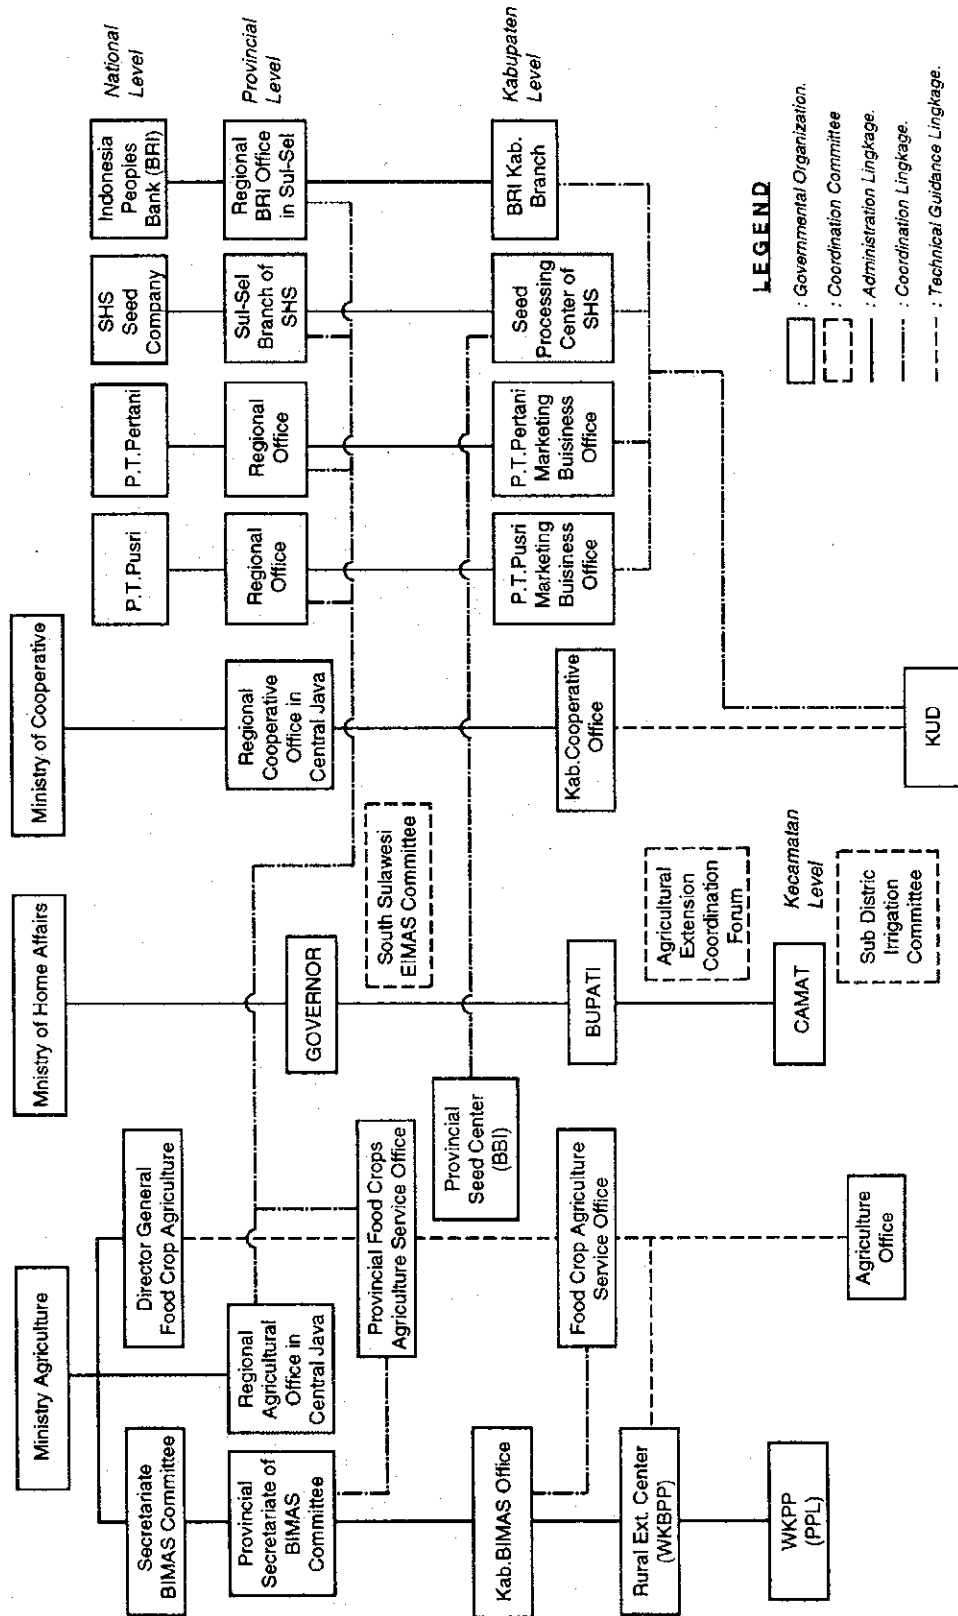 Ministry Agriculture
Mnistry of Home Affairs
Ministry of Cooperative
Secretariate
BIMAS Committee
Director General
Food Crop Agriculture
P.T.Pusri
P.T.Pertani
SHS
Seed
Company
Indonesia
Peoples
Bank (BRI)
National
Level
Provincial
Secretariate of
BIMAS
Committee
Regional
Agricultural
Office in
Central Java
GOVERNOR
Regional
Cooperative
Office in
Central Java
Regional
Office
Regional
Office
Sul-Sel
Branch of
SHS
Regional
BRI Office
in Sul-Sel
Provincial
Level
Provincial Food Crops
Agriculture Service Office
South Sulawesi
EIMAS Committee
Provincial
Seed Center
(BBI)
Kab.BIMAS Office
Food Crop Agriculture
Service Office
BUPATI
Kab.Cooperative
Office
P.T.Pusri
Marketing
Buisiness
Office
P.T.Pertani
Marketing
Buisiness
Office
Seed
Processing
Center of
SHS
BRI Kab.
Branch
Kabupaten
Level
Rural Ext. Center
(WKBPP)
Agricultural
Extension
Coordination
Forum
WKPP
(PPL)
Agriculture
Office
CAMAT
Kecamatan
Level
Sub Distric
Irrigation
Committee
KUD
LEGEND
: Governmental Organization.
: Coordination Committee
: Administration Lingkage.
: Coordination Lingkage.
: Technical Guidance Lingkage.